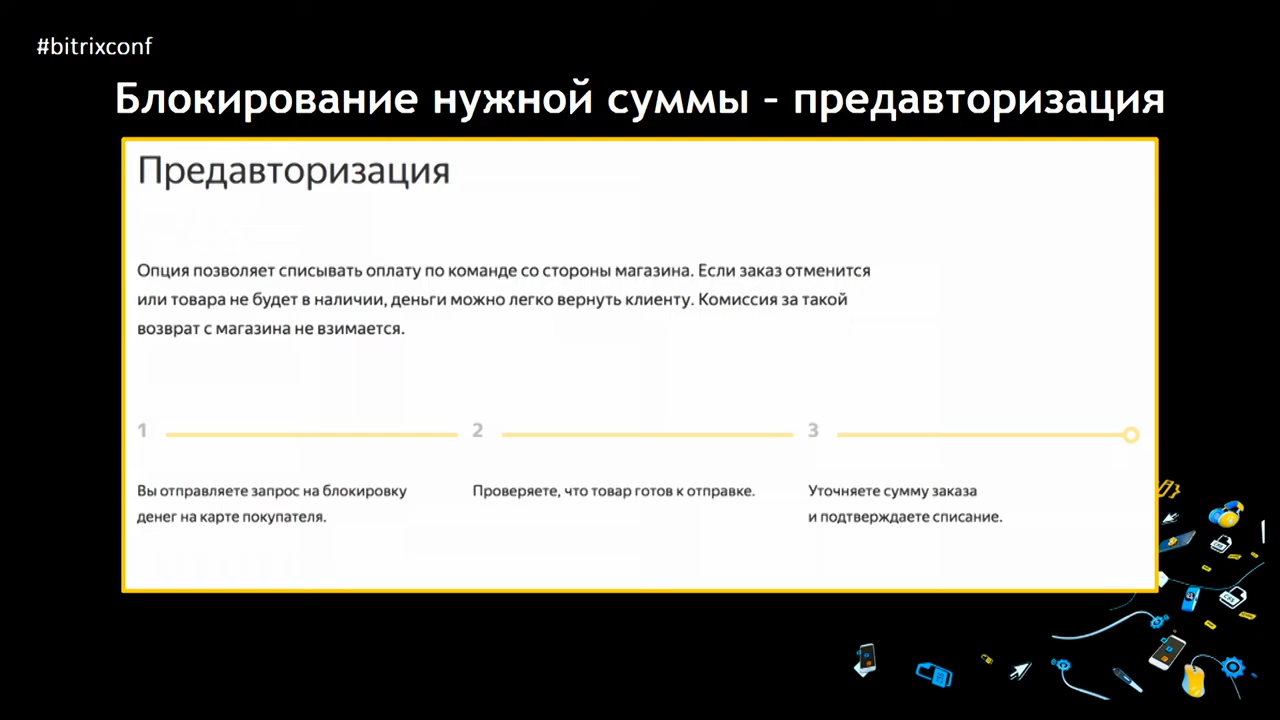 #bitrixconf
Блокирование нужной суммы – предавторизация
Предавторизация
Опция позволяет списывать оплату по команде со стороны магазина. Если заказ отменится
или товара не будет в наличии, деньги можно легко вернуть клиенту. Комиссия за такой
возврат с магазина не взимается.
1
2
3
Вы отправляете запрос на блокировку
денег на карте покупателя.
Проверяете, что товар готов к отправке.
Уточняете сумму заказа
и подтверждаете списание.